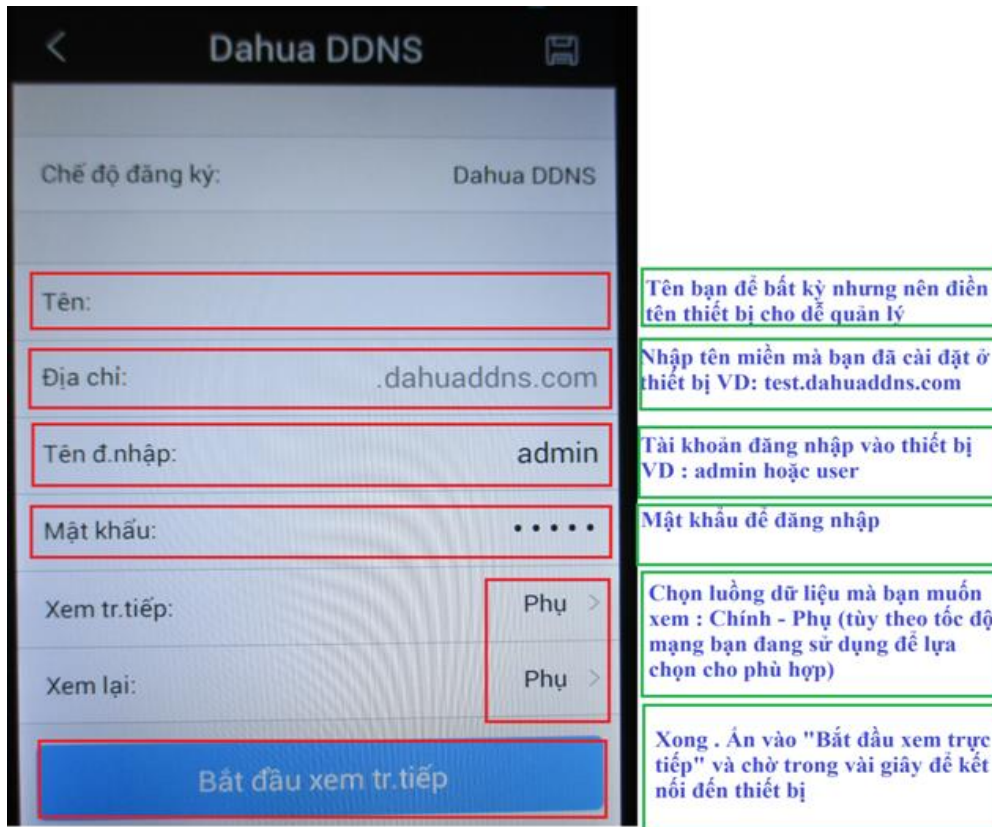 Dahua DDNS
Chế độ đăng ký: Dahua DDNS
Tên:
Địa chỉ: .dahuaddns.com
Tên đ.nhập: admin
Mật khẩu: •••••
Xem tr.tiếp: Phụ >
Xem lại: Phụ >
Bắt đầu xem tr.tiếp
Tên bạn để bất kỳ nhưng nên điền
tên thiết bị cho dễ quản lý
Nhập tên miền mà bạn đã cài đặt ở
thiết bị VD: test.dahuaddns.com
Tài khoản đăng nhập vào thiết bị
VD : admin hoặc user
Mật khẩu để đăng nhập
Chọn luồng dữ liệu mà bạn muốn
xem : Chính - Phụ (tùy theo tốc độ
mạng bạn đang sử dụng để lựa
chọn cho phù hợp)
Xong . Ấn vào "Bắt đầu xem trực
tiếp" và chờ trong vài giây để kết
nối đến thiết bị